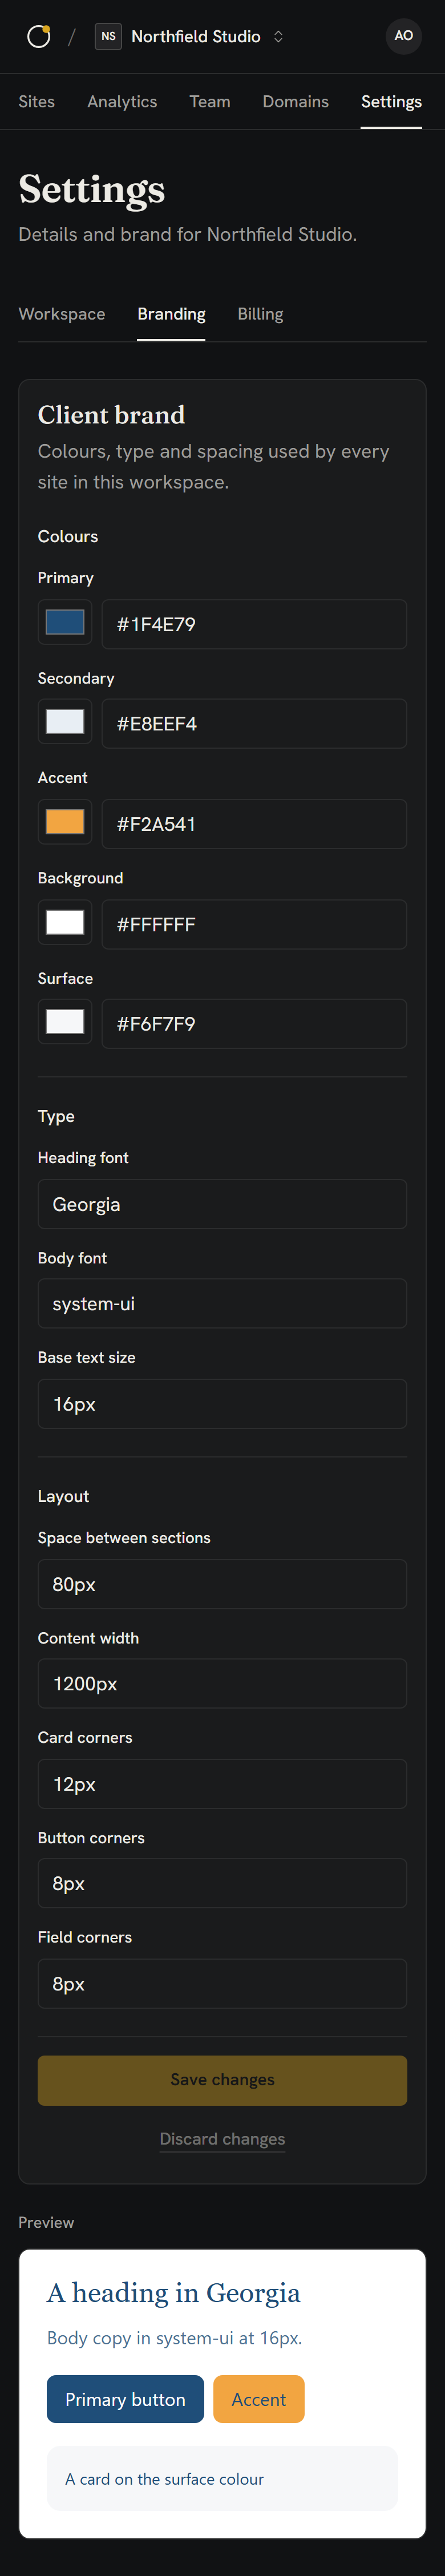 / NS Northfield Studio AO
Sites Analytics Team Domains Settings
Settings
Details and brand for Northfield Studio.
Workspace Branding Billing
Client brand
Colours, type and spacing used by every
site in this workspace.
Colours
Primary
#1F4E79
Secondary
#E8EEF4
Accent
#F2A541
Background
#FFFFFF
Surface
#F6F7F9
Type
Heading font
Georgia
Body font
system-ui
Base text size
16px
Layout
Space between sections
80px
Content width
1200px
Card corners
12px
Button corners
8px
Field corners
8px
Save changes
Discard changes
Preview
A heading in Georgia
Body copy in system-ui at 16px.
Primary button Accent
A card on the surface colour